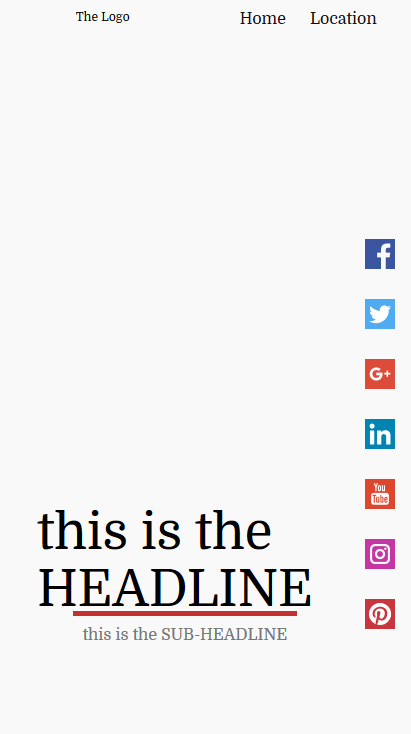 The Logo
Home
Location
f
G+
in
You
Tube
this is the
HEADLINE
this is the SUB-HEADLINE